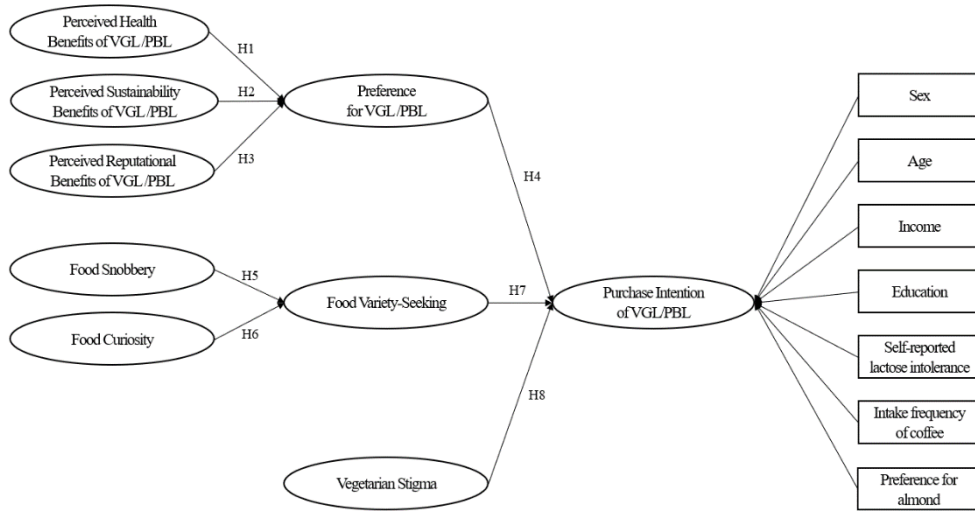 Perceived Health
Benefits of VGL/PBL
H1
Perceived Sustainability
Benefits of VGL/PBL
H2
Perceived Reputational
Benefits of VGL/PBL
H3
Preference
for VGL/PBL
H4
Food Snobbery
H5
Food Curiosity
H6
Food Variety-Seeking
H7
Vegetarian Stigma
H8
Purchase Intention
of VGL/PBL
Sex
Age
Income
Education
Self-reported
lactose intolerance
Intake frequency
of coffee
Preference for
almond